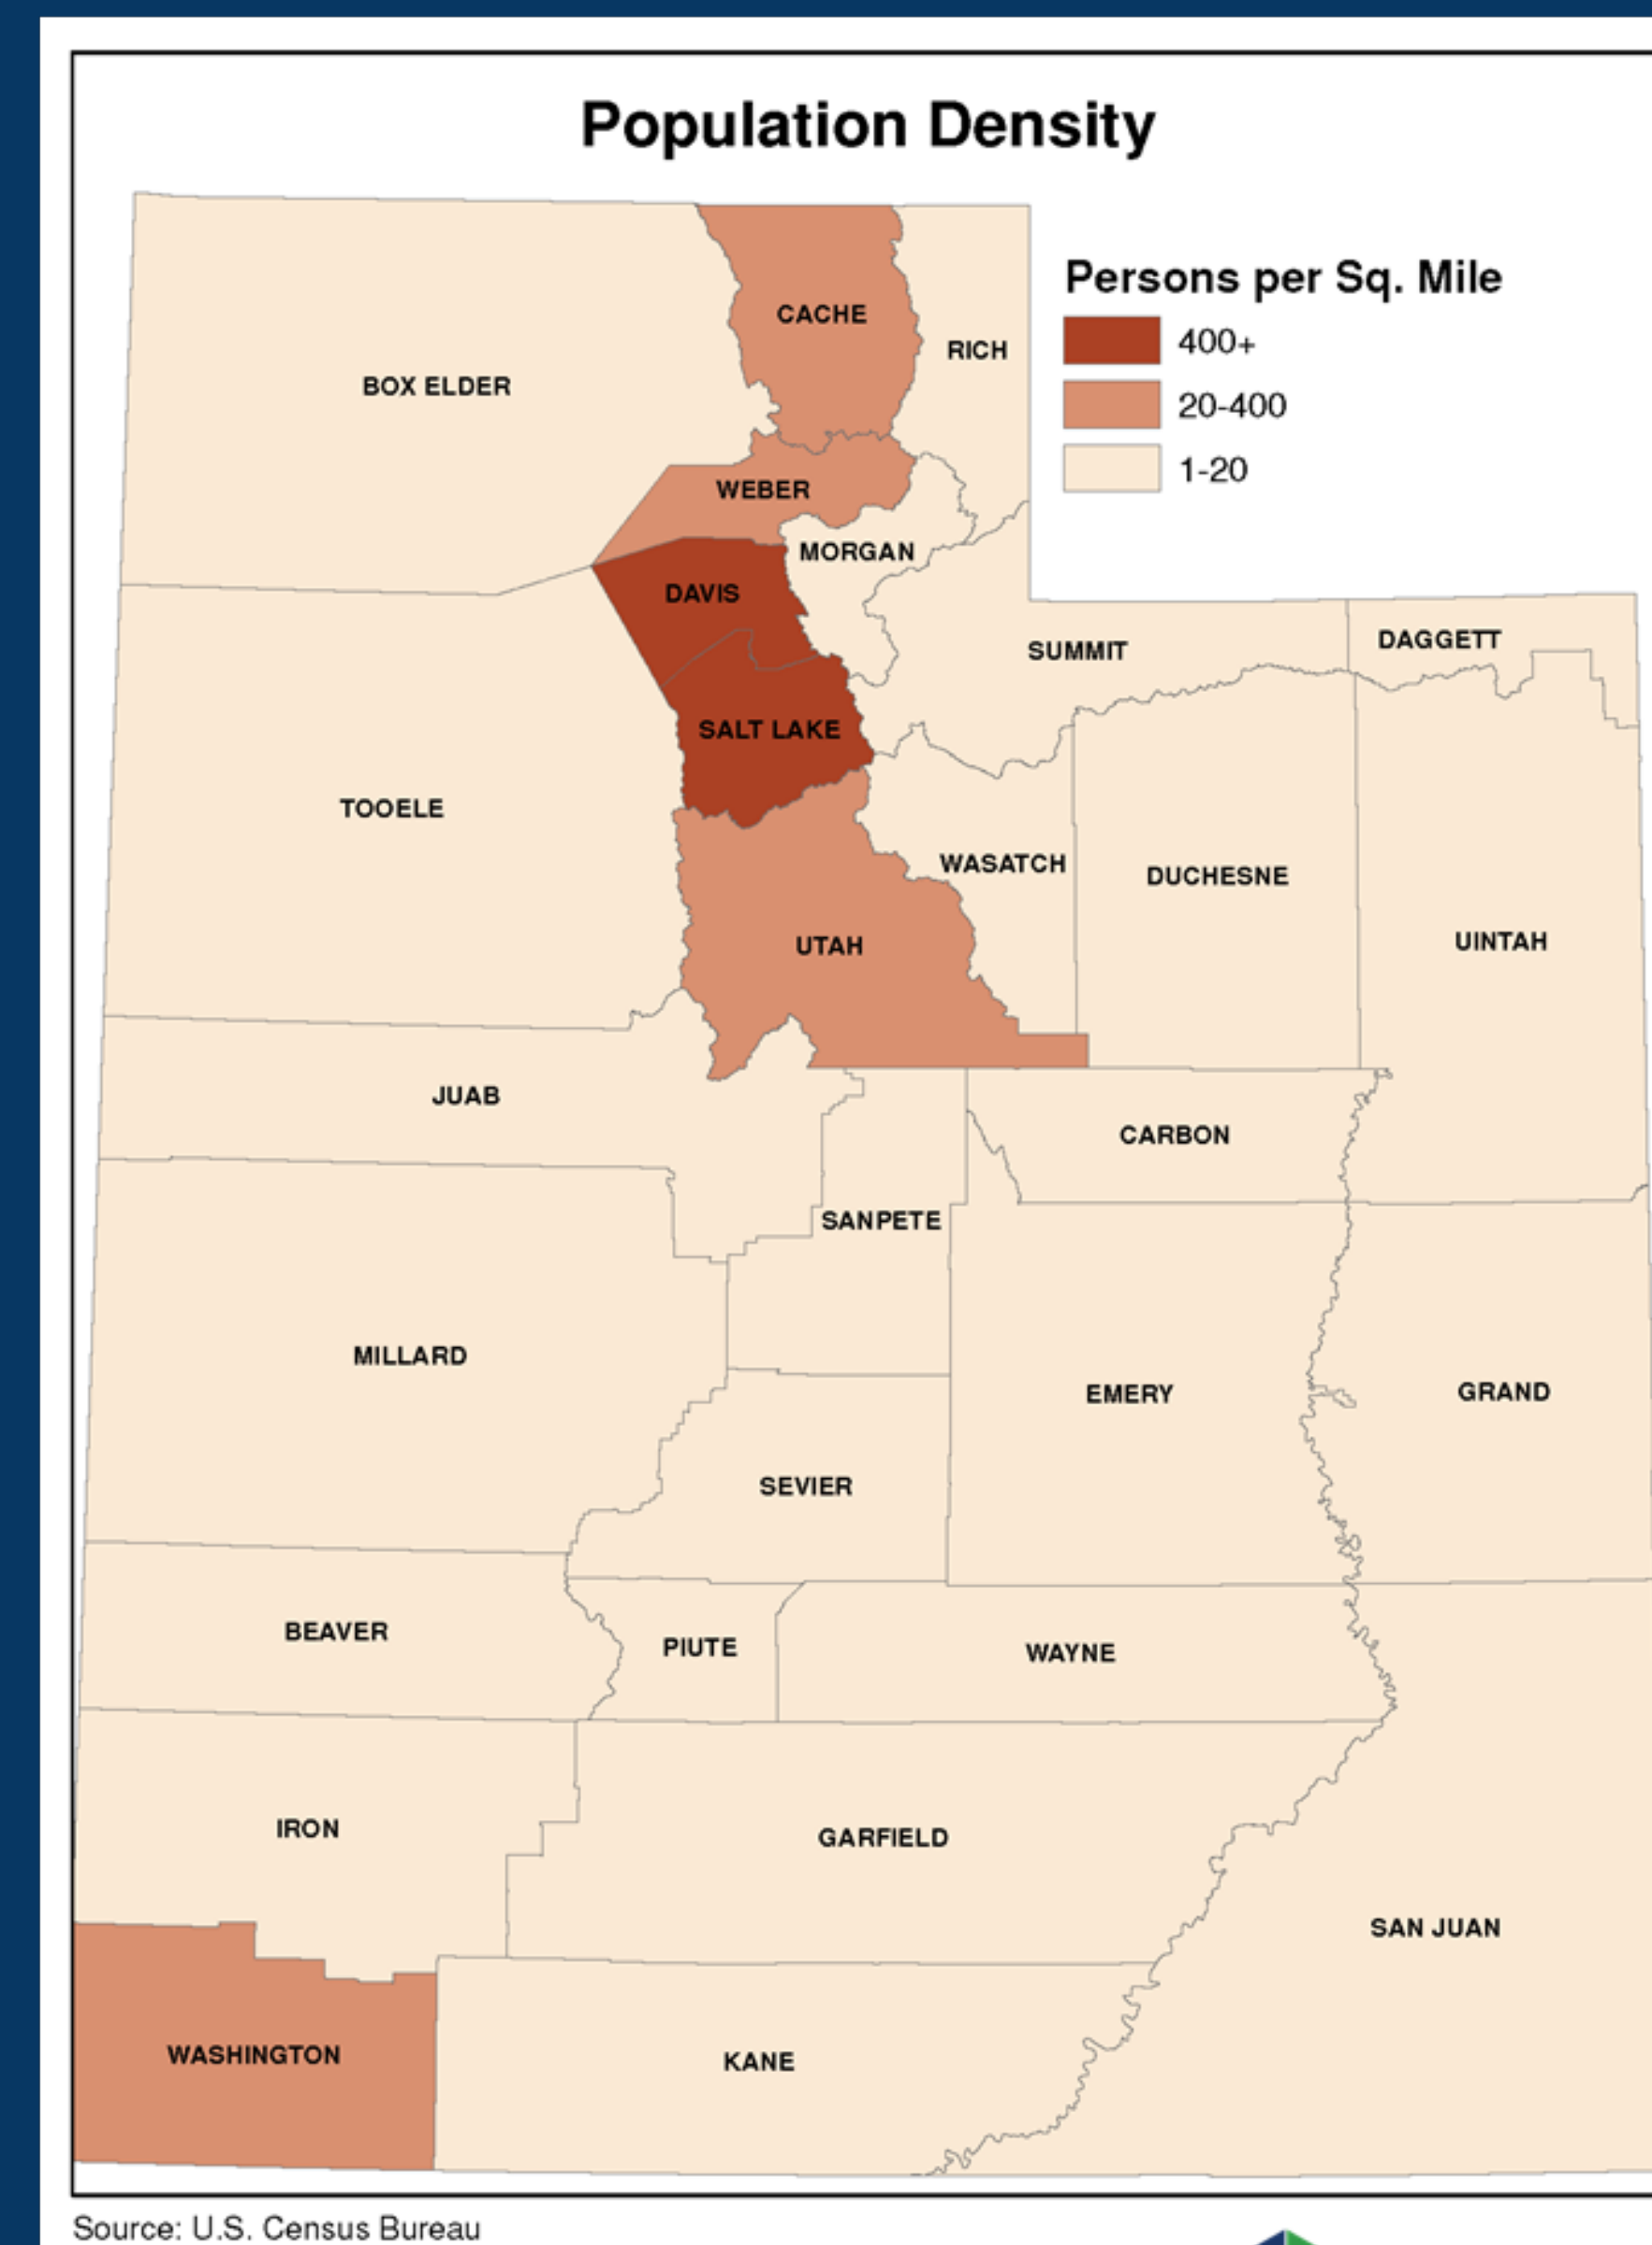 Population Density
Persons per Sq. Mile
400+
20-400
1-20
CACHE
RICH
BOX ELDER
WEBER
MORGAN
DAVIS
SUMMIT
DAGGETT
SALT LAKE
TOOELE
WASATCH
DUCHESNE
UINTAH
UTAH
JUAB
CARBON
SANPETE
MILLARD
EMERY
GRAND
SEVIER
BEAVER
PIUTE
WAYNE
IRON
GARFIELD
SAN JUAN
WASHINGTON
KANE
Source: U.S. Census Bureau